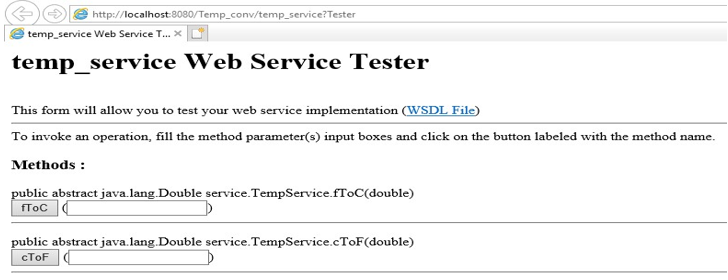 http://localhost:8080/Temp_conv/temp_service?Tester
temp_service Web Service T...
temp_service Web Service Tester
This form will allow you to test your web service implementation (WSDL File)
To invoke an operation, fill the method parameter(s) input boxes and click on the button labeled with the method name.
Methods :
public abstract java.lang.Double service.TempService.fToC(double)
fToC ( )
public abstract java.lang.Double service.TempService.cToF(double)
cToF ( )